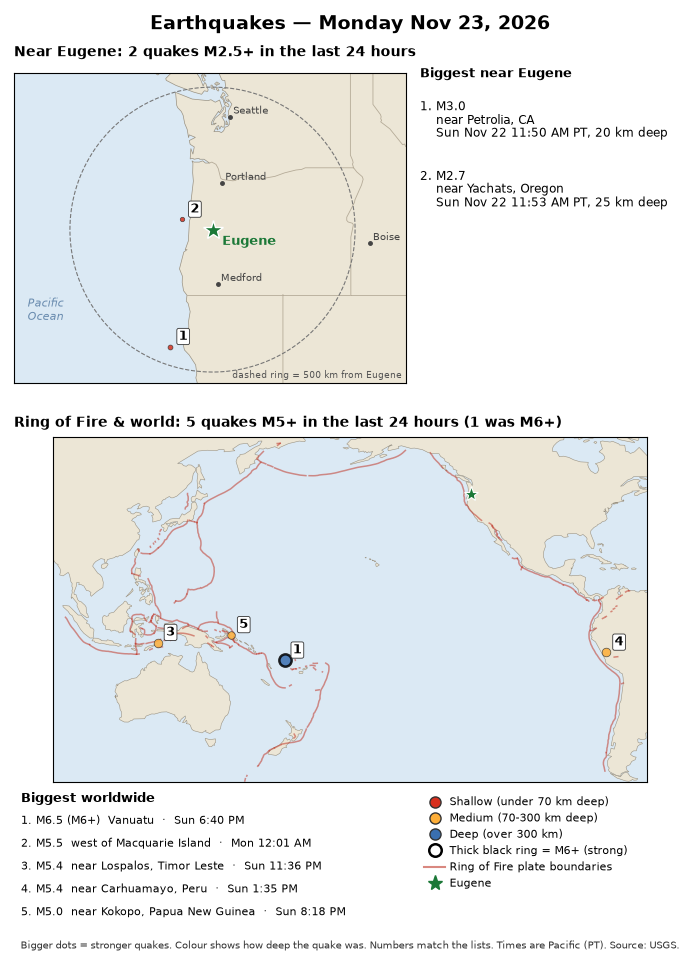 Earthquakes — Monday Nov 23, 2026
Near Eugene: 2 quakes M2.5+ in the last 24 hours
Seattle
Portland
2
Eugene
Boise
Medford
Pacific
Ocean
1
dashed ring = 500 km from Eugene
Biggest near Eugene
1. M3.0
near Petrolia, CA
Sun Nov 22 11:50 AM PT, 20 km deep
2. M2.7
near Yachats, Oregon
Sun Nov 22 11:53 AM PT, 25 km deep
Ring of Fire & world: 5 quakes M5+ in the last 24 hours (1 was M6+)
5
3
1
4
Biggest worldwide
1. M6.5 (M6+)  Vanuatu  ·  Sun 6:40 PM
2. M5.5  west of Macquarie Island  ·  Mon 12:01 AM
3. M5.4  near Lospalos, Timor Leste  ·  Sun 11:36 PM
4. M5.4  near Carhuamayo, Peru  ·  Sun 1:35 PM
5. M5.0  near Kokopo, Papua New Guinea  ·  Sun 8:18 PM
Shallow (under 70 km deep)
Medium (70-300 km deep)
Deep (over 300 km)
Thick black ring = M6+ (strong)
Ring of Fire plate boundaries
Eugene
Bigger dots = stronger quakes. Colour shows how deep the quake was. Numbers match the lists. Times are Pacific (PT). Source: USGS.